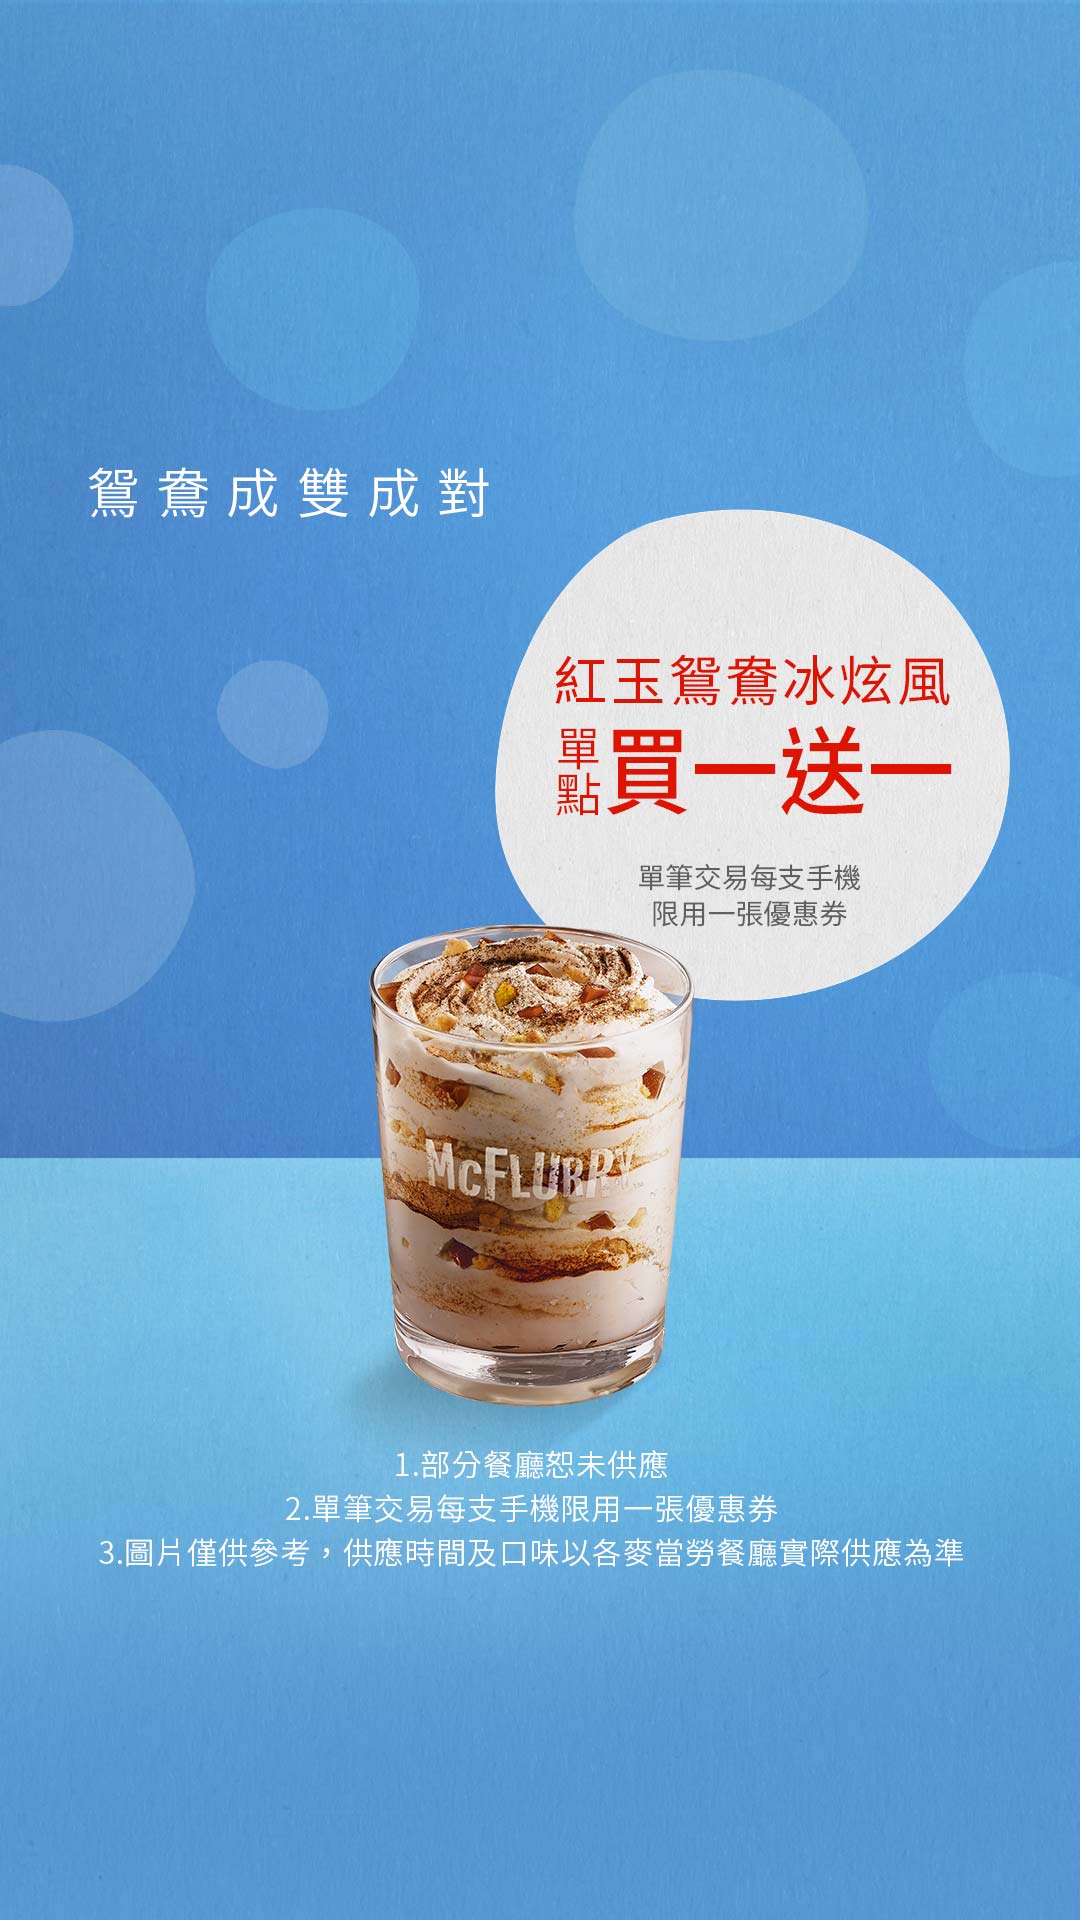 鴛鴦成雙成對
紅玉鴛鴦冰炫風
單點買一送一
單筆交易每支手機
限用一張優惠券
McFLURRY™
1.部分餐廳恕未供應
2.單筆交易每支手機限用一張優惠券
3.圖片僅供參考，供應時間及口味以各麥當勞餐廳實際供應為準